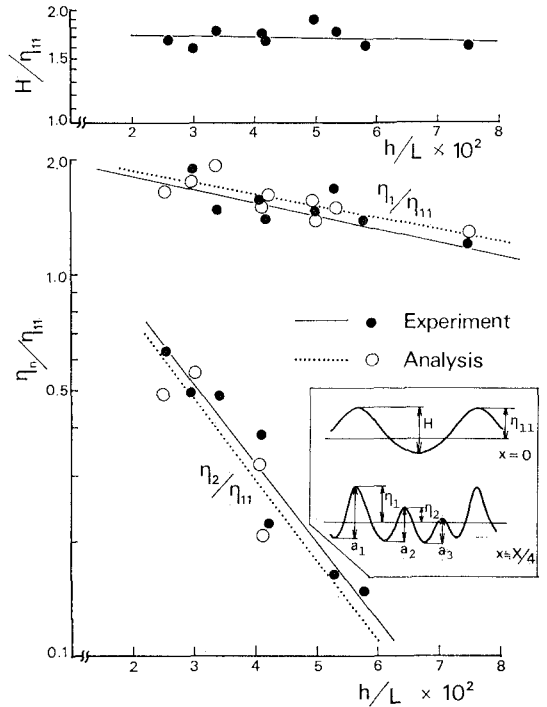 2.0
1.5
1.0
H/η11
2 3 4 5 6 7 8
h/L × 10²
2.0
1.0
0.5
0.1
ηn/η11
η1/η11
Experiment
Analysis
η2/η11
H
η11
x=0
η1
η2
a1 a2 a3 ...
x≒X/4
2 3 4 5 6 7 8
h/L × 10²